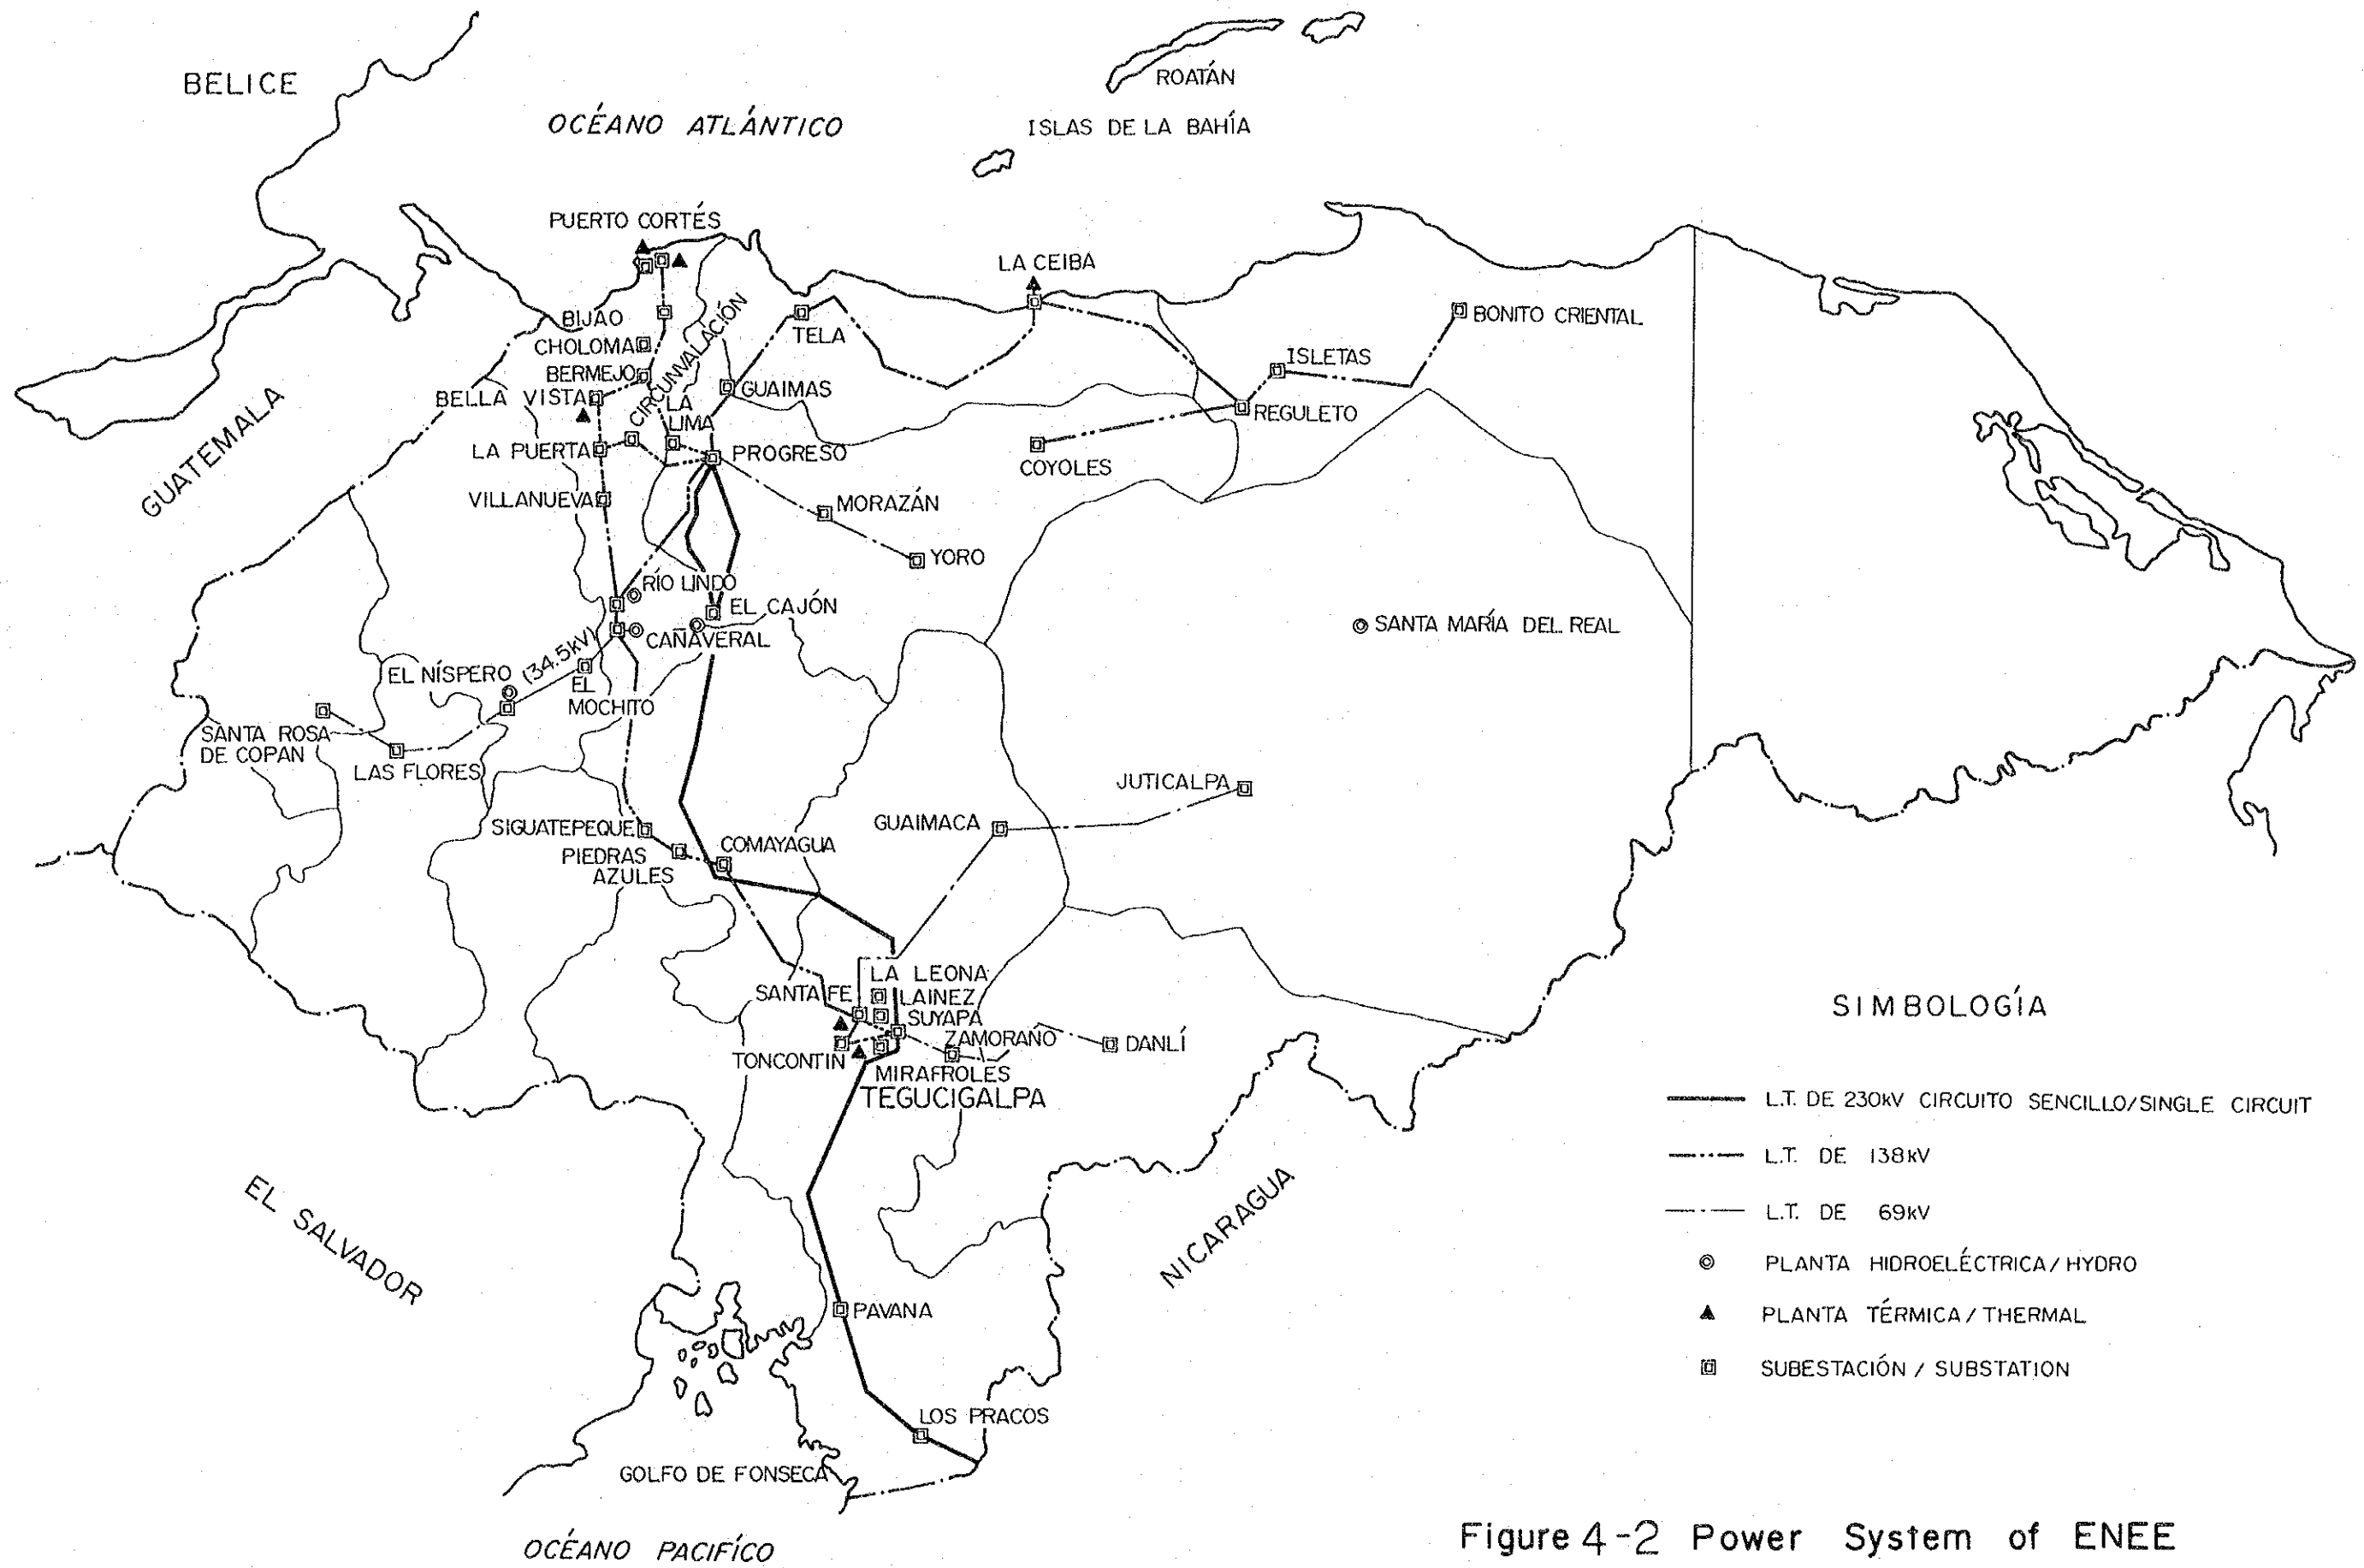 BELICE
OCÉANO ATLÁNTICO
ROATÁN
ISLAS DE LA BAHÍA
PUERTO CORTÉS
LA CEIBA
BIJAO
CIRCUNVALACIÓN
TELA
BONITO CRIENTAL
CHOLOMA
BERMEJO
ISLETAS
BELLA VISTA
GUAIMAS
LA
LIMA
REGULETO
GUATEMALA
LA PUERTA
PROGRESO
COYOLES
VILLANUEVA
MORAZÁN
YORO
RÍO LINDO
EL CAJÓN
SANTA MARÍA DEL REAL
CAÑAVERAL
(34.5kV)
EL NÍSPERO
EL
MOCHITO
SANTA ROSA
DE COPAN
LAS FLORES
JUTICALPA
SIGUATEPEQUE
GUAIMACA
COMAYAGUA
PIEDRAS
AZULES
LA LEONA
SANTA FE
LAINEZ
SUYAPA
ZAMORANO
DANLÍ
TONCONTIN
MIRAFROLES
TEGUCIGALPA
EL SALVADOR
NICARAGUA
PAVANA
LOS PRACOS
GOLFO DE FONSECA
OCÉANO PACIFÍCO
SIMBOLOGÍA
L.T. DE 230kV CIRCUITO SENCILLO/SINGLE CIRCUIT
L.T. DE 138kV
L.T. DE 69kV
PLANTA HIDROELÉCTRICA/HYDRO
PLANTA TÉRMICA/THERMAL
SUBESTACIÓN / SUBSTATION
Figure 4-2 Power System of ENEE